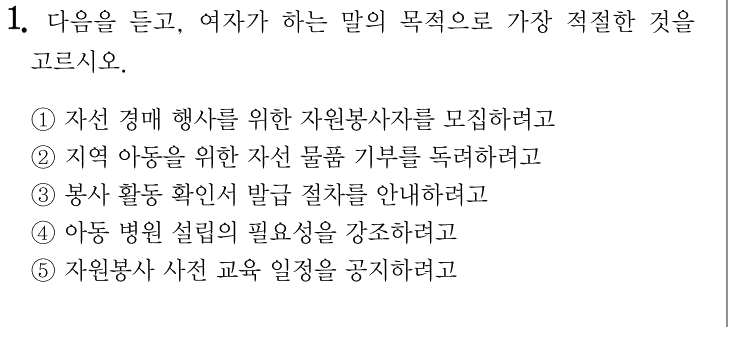 1. 다음을 듣고, 여자가 하는 말의 목적으로 가장 적절한 것을
고르시오.
① 자선 경매 행사를 위한 자원봉사자를 모집하려고
② 지역 아동을 위한 자선 물품 기부를 독려하려고
③ 봉사 활동 확인서 발급 절차를 안내하려고
④ 아동 병원 설립의 필요성을 강조하려고
⑤ 자원봉사 사전 교육 일정을 공지하려고